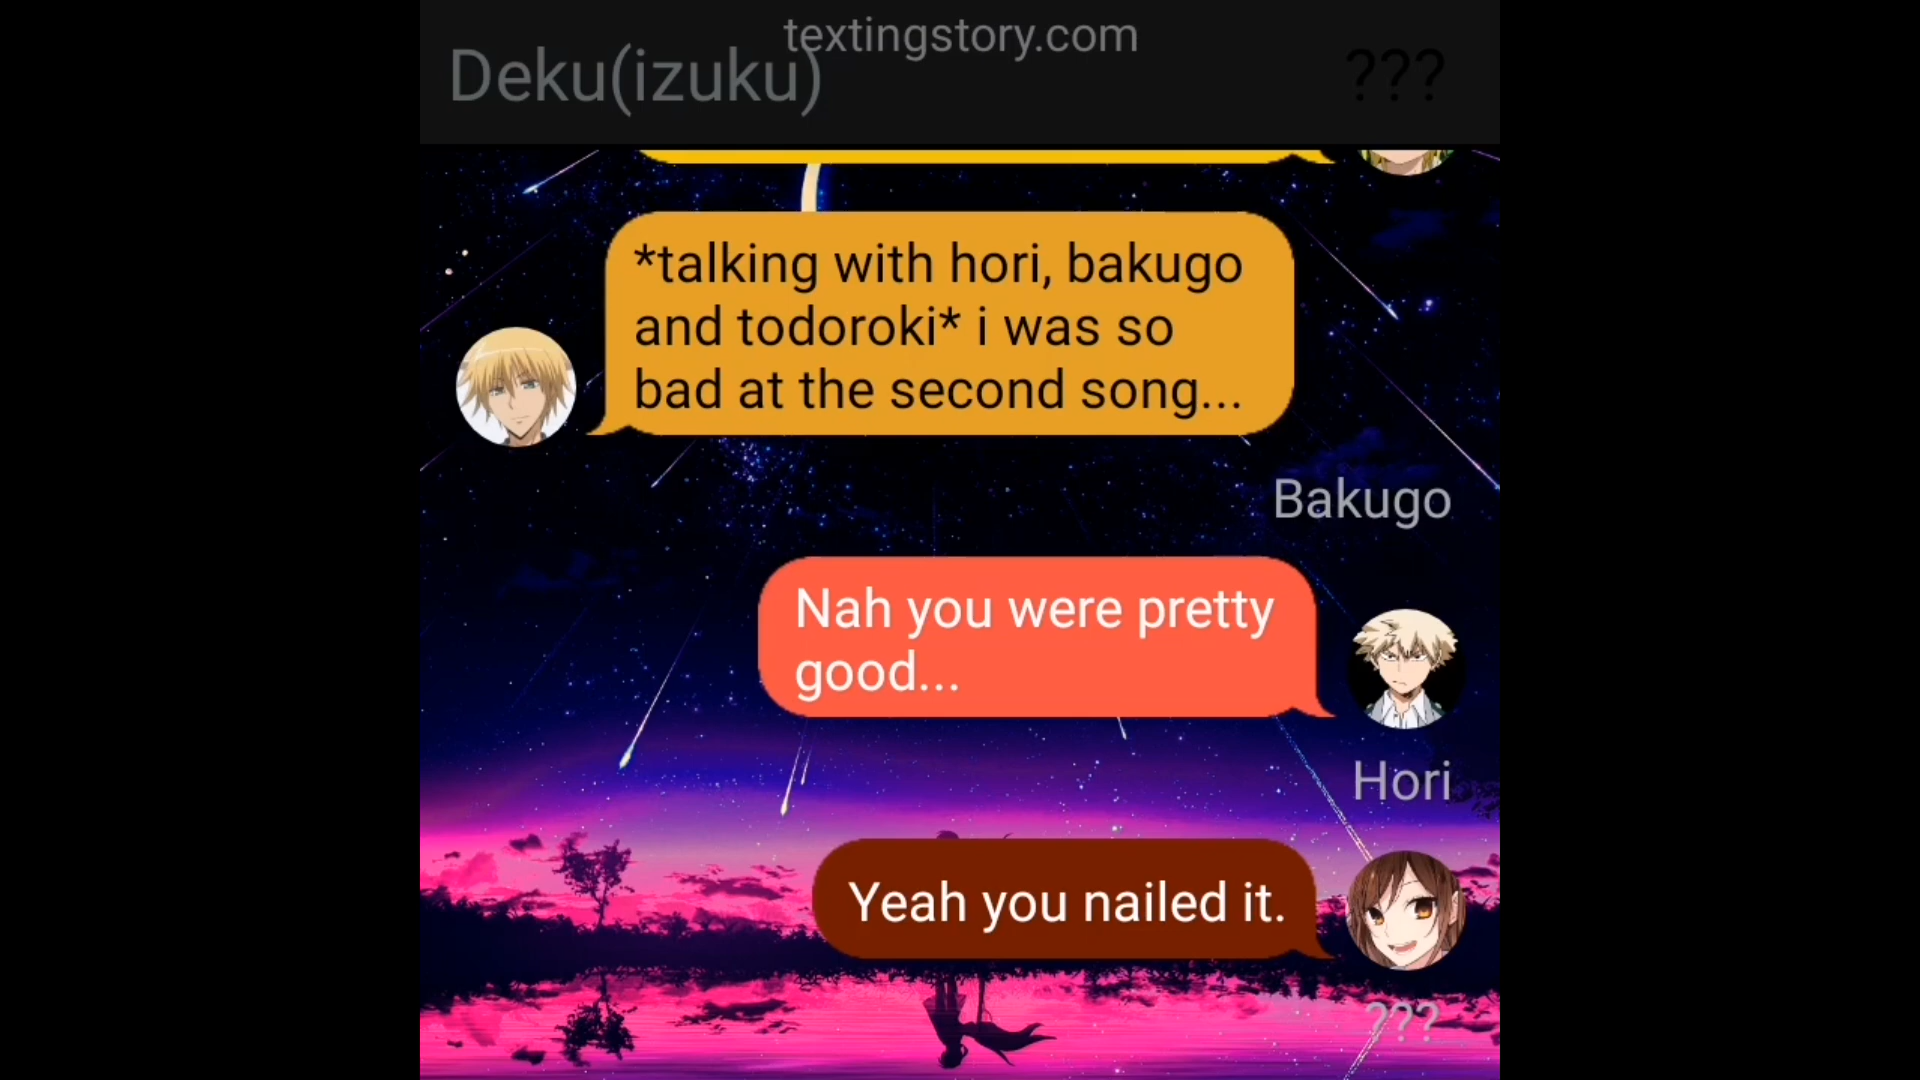 textingstory.com
Deku(izuku)
???
*talking with hori, bakugo
and todoroki* i was so
bad at the second song...
Bakugo
Nah you were pretty
good...
Hori
Yeah you nailed it.
???